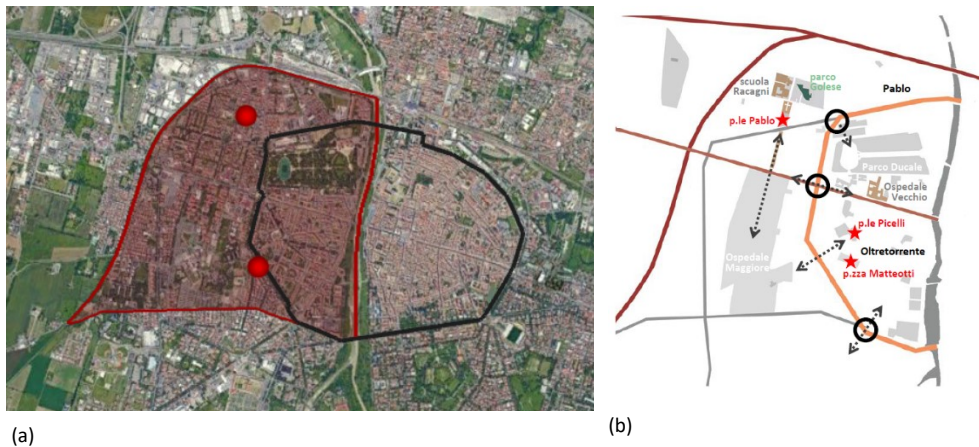 scuola
Racagni
parco
Golese
Pablo
p.le Pablo
Parco Ducale
Ospedale
Vecchio
p.le Picelli
Oltretorrente
Ospedale
Maggiore
p.zza Matteotti
(a)
(b)